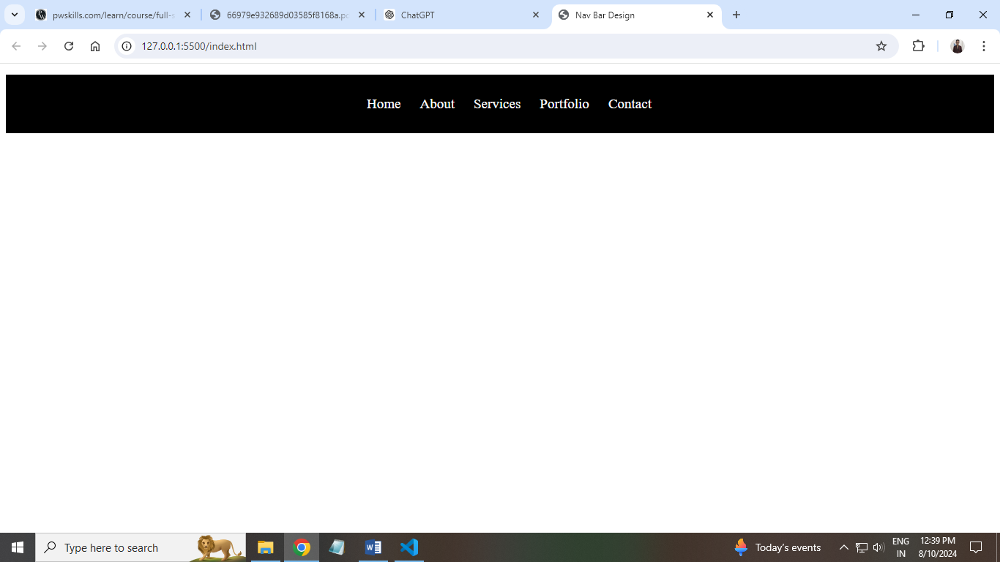 pwskills.com/learn/course/full-s
66979e932689d03585f8168a.po
ChatGPT
Nav Bar Design
127.0.0.1:5500/index.html
Home About Services Portfolio Contact
Type here to search
Today's events
ENG
IN
12:39 PM
8/10/2024